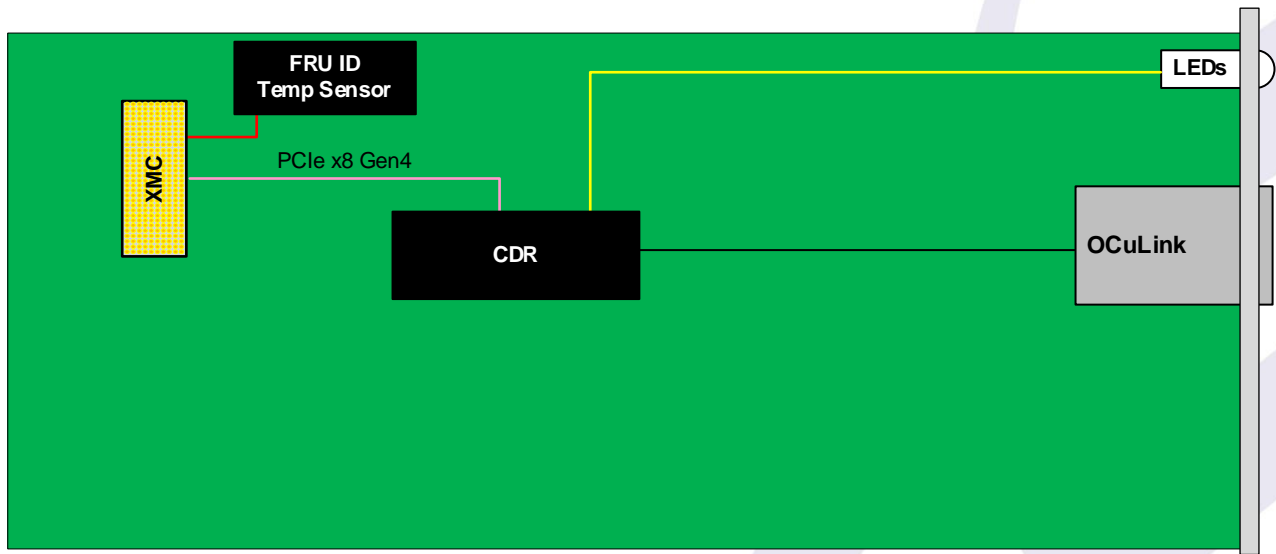 FRU ID
Temp Sensor
LEDs
XMC
PCIe x8 Gen4
CDR
OCuLink